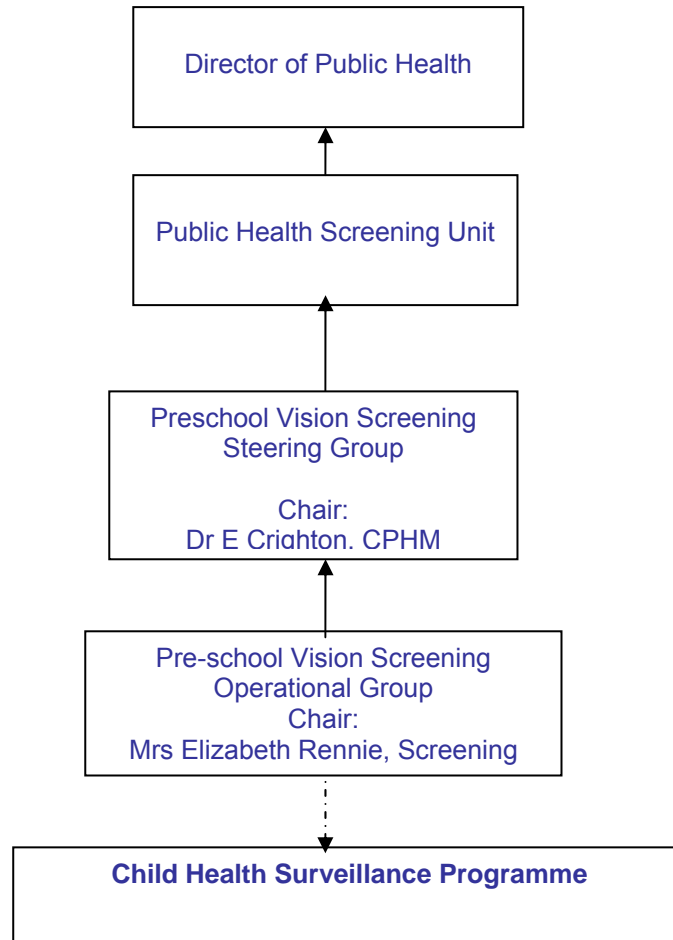 Director of Public Health
Public Health Screening Unit
Preschool Vision Screening
Steering Group
Chair:
Dr E Crighton. CPHM
Pre-school Vision Screening
Operational Group
Chair:
Mrs Elizabeth Rennie, Screening
Child Health Surveillance Programme